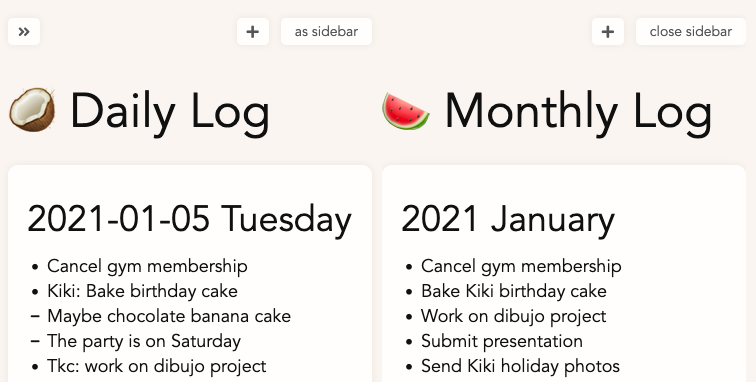 »
+ as sidebar
+ close sidebar
🥥 Daily Log
2021-01-05 Tuesday
• Cancel gym membership
• Kiki: Bake birthday cake
– Maybe chocolate banana cake
– The party is on Saturday
• Tkc: work on dibujo project
🍉 Monthly Log
2021 January
• Cancel gym membership
• Bake Kiki birthday cake
• Work on dibujo project
• Submit presentation
• Send Kiki holiday photos